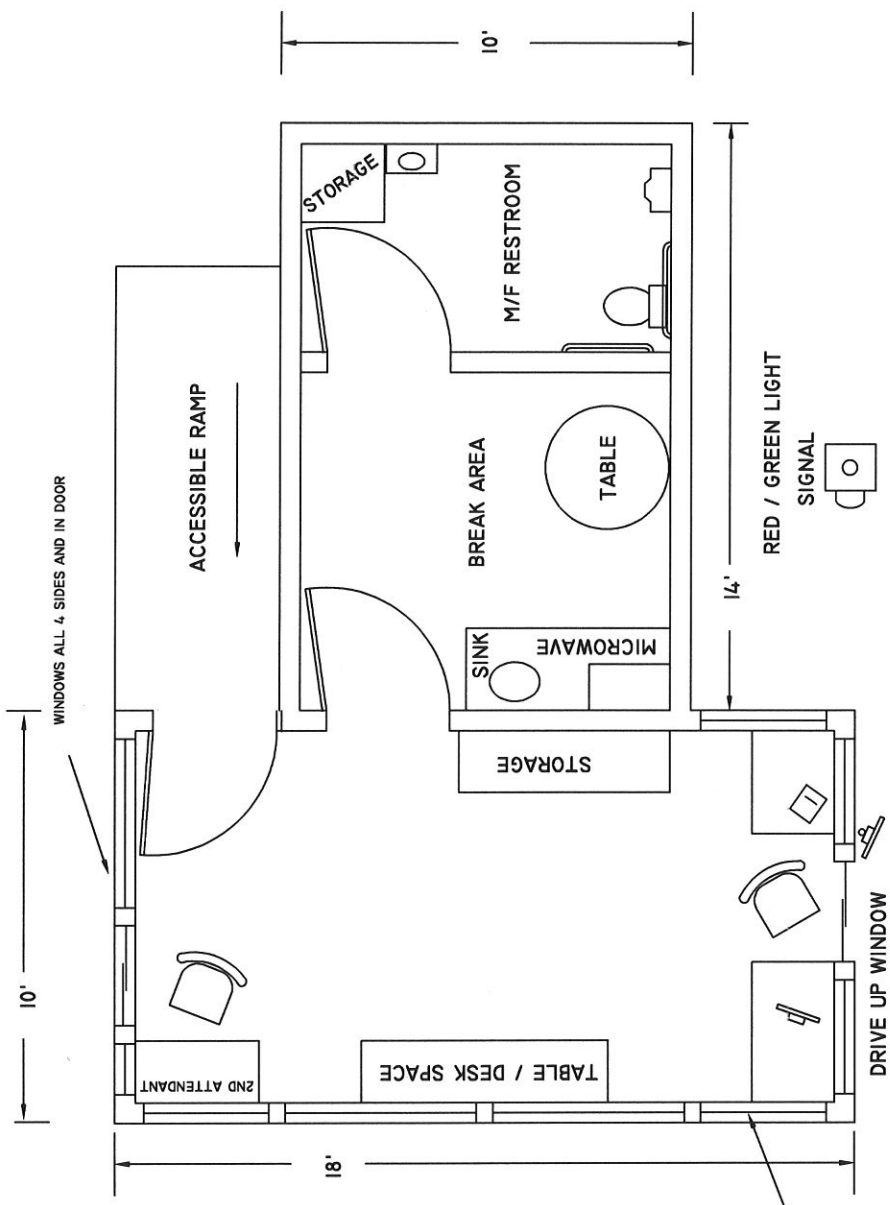 10'
STORAGE
M/F RESTROOM
ACCESSIBLE RAMP
WINDOWS ALL 4 SIDES AND IN DOOR
BREAK AREA
TABLE
RED / GREEN LIGHT
SIGNAL
14'
SINK
MICROWAVE
STORAGE
10'
2ND ATTENDANT
TABLE / DESK SPACE
DRIVE UP WINDOW
18'